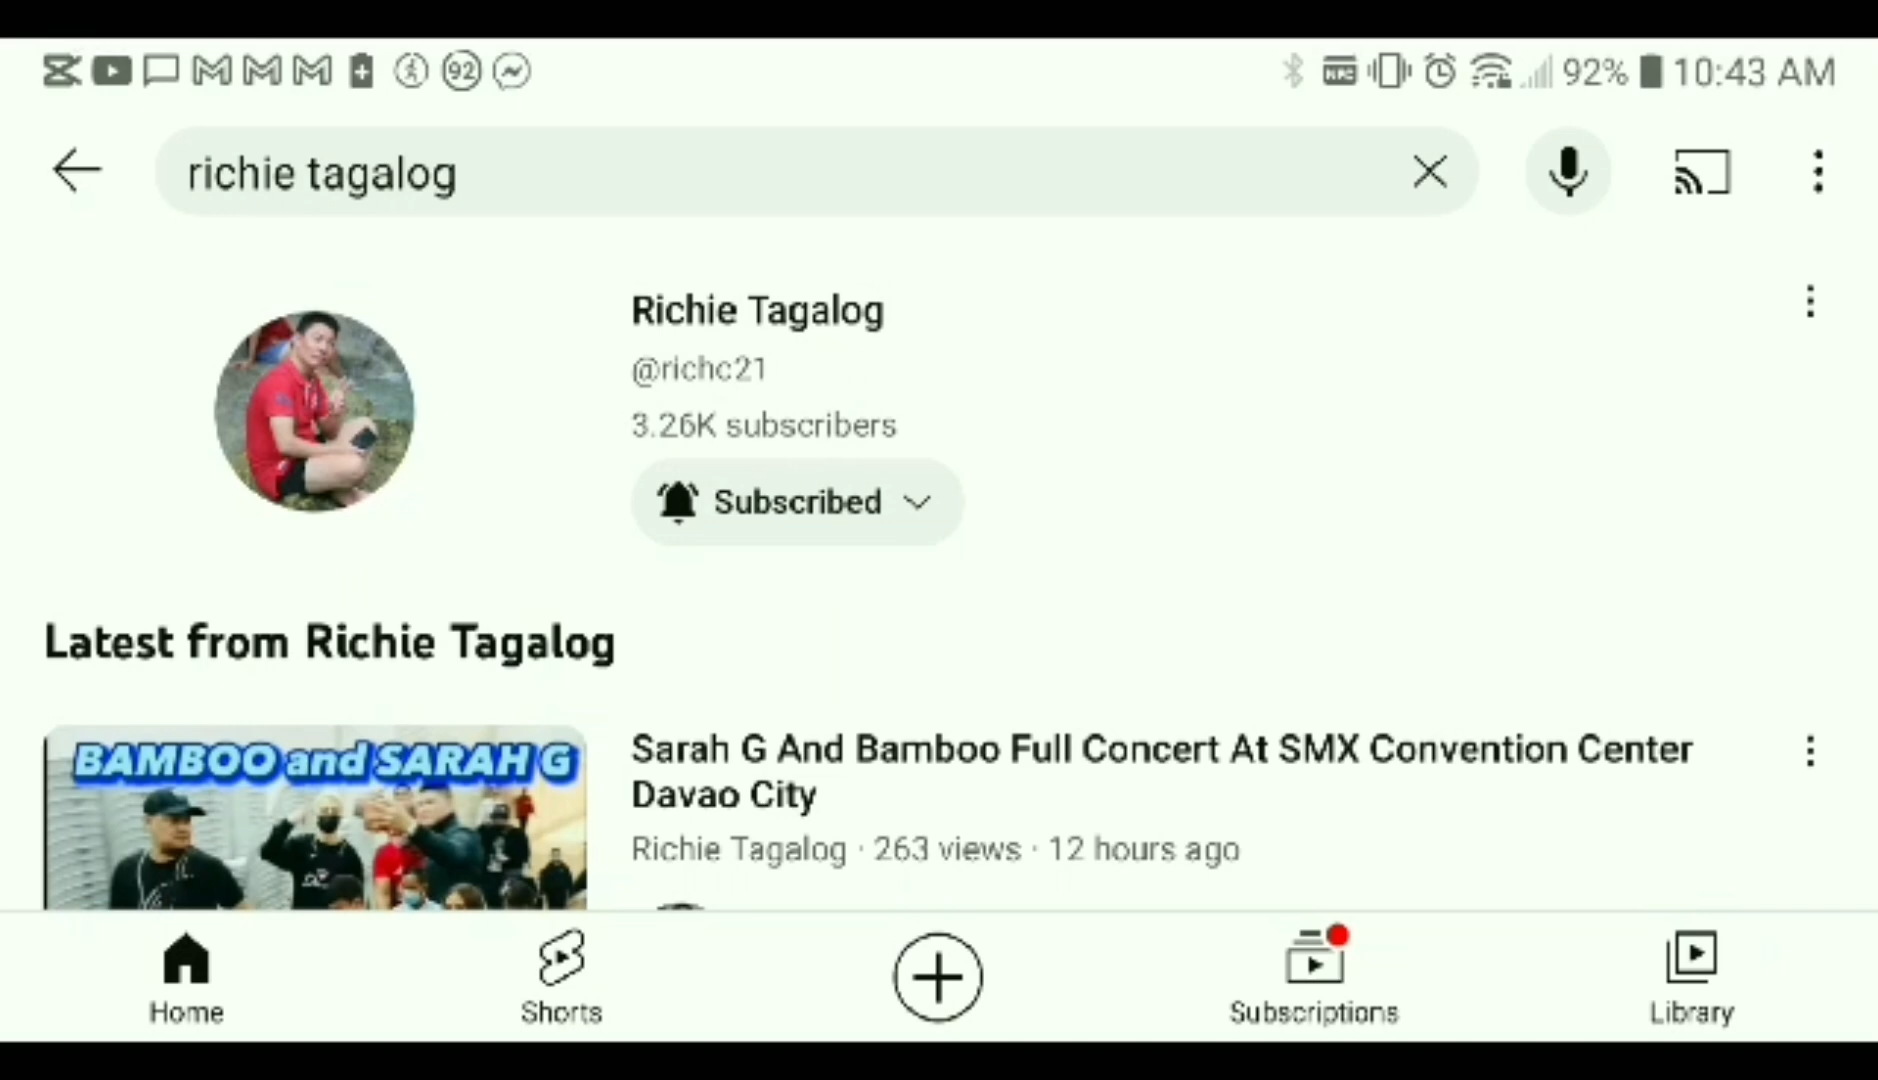 92
92% 10:43 AM
richie tagalog
Richie Tagalog
@richc21
3.26K subscribers
Subscribed
Latest from Richie Tagalog
BAMBOO and SARAH G
Sarah G And Bamboo Full Concert At SMX Convention Center
Davao City
Richie Tagalog · 263 views · 12 hours ago
Home
Shorts
Subscriptions
Library